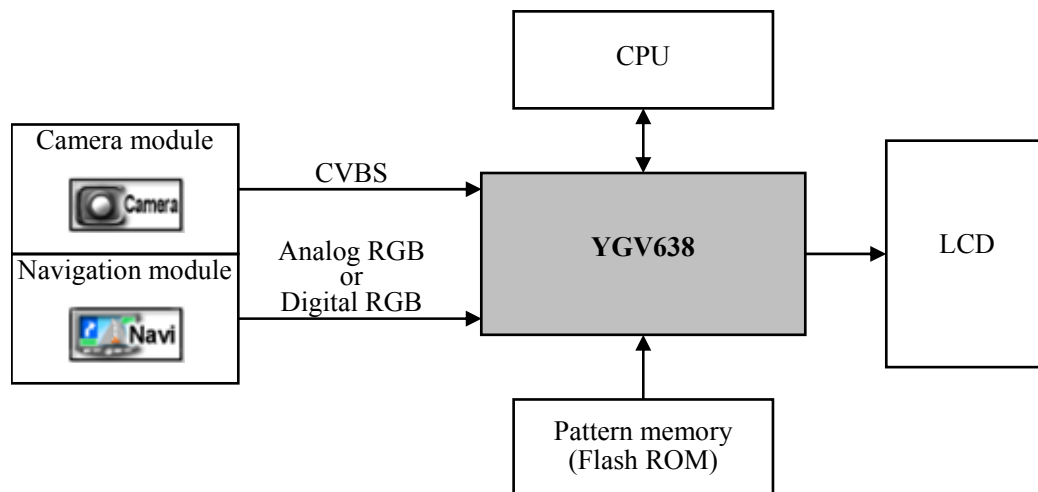 CPU
Camera module
Camera
CVBS
Navigation module
Navi
Analog RGB
or
Digital RGB
YGV638
LCD
Pattern memory
(Flash ROM)